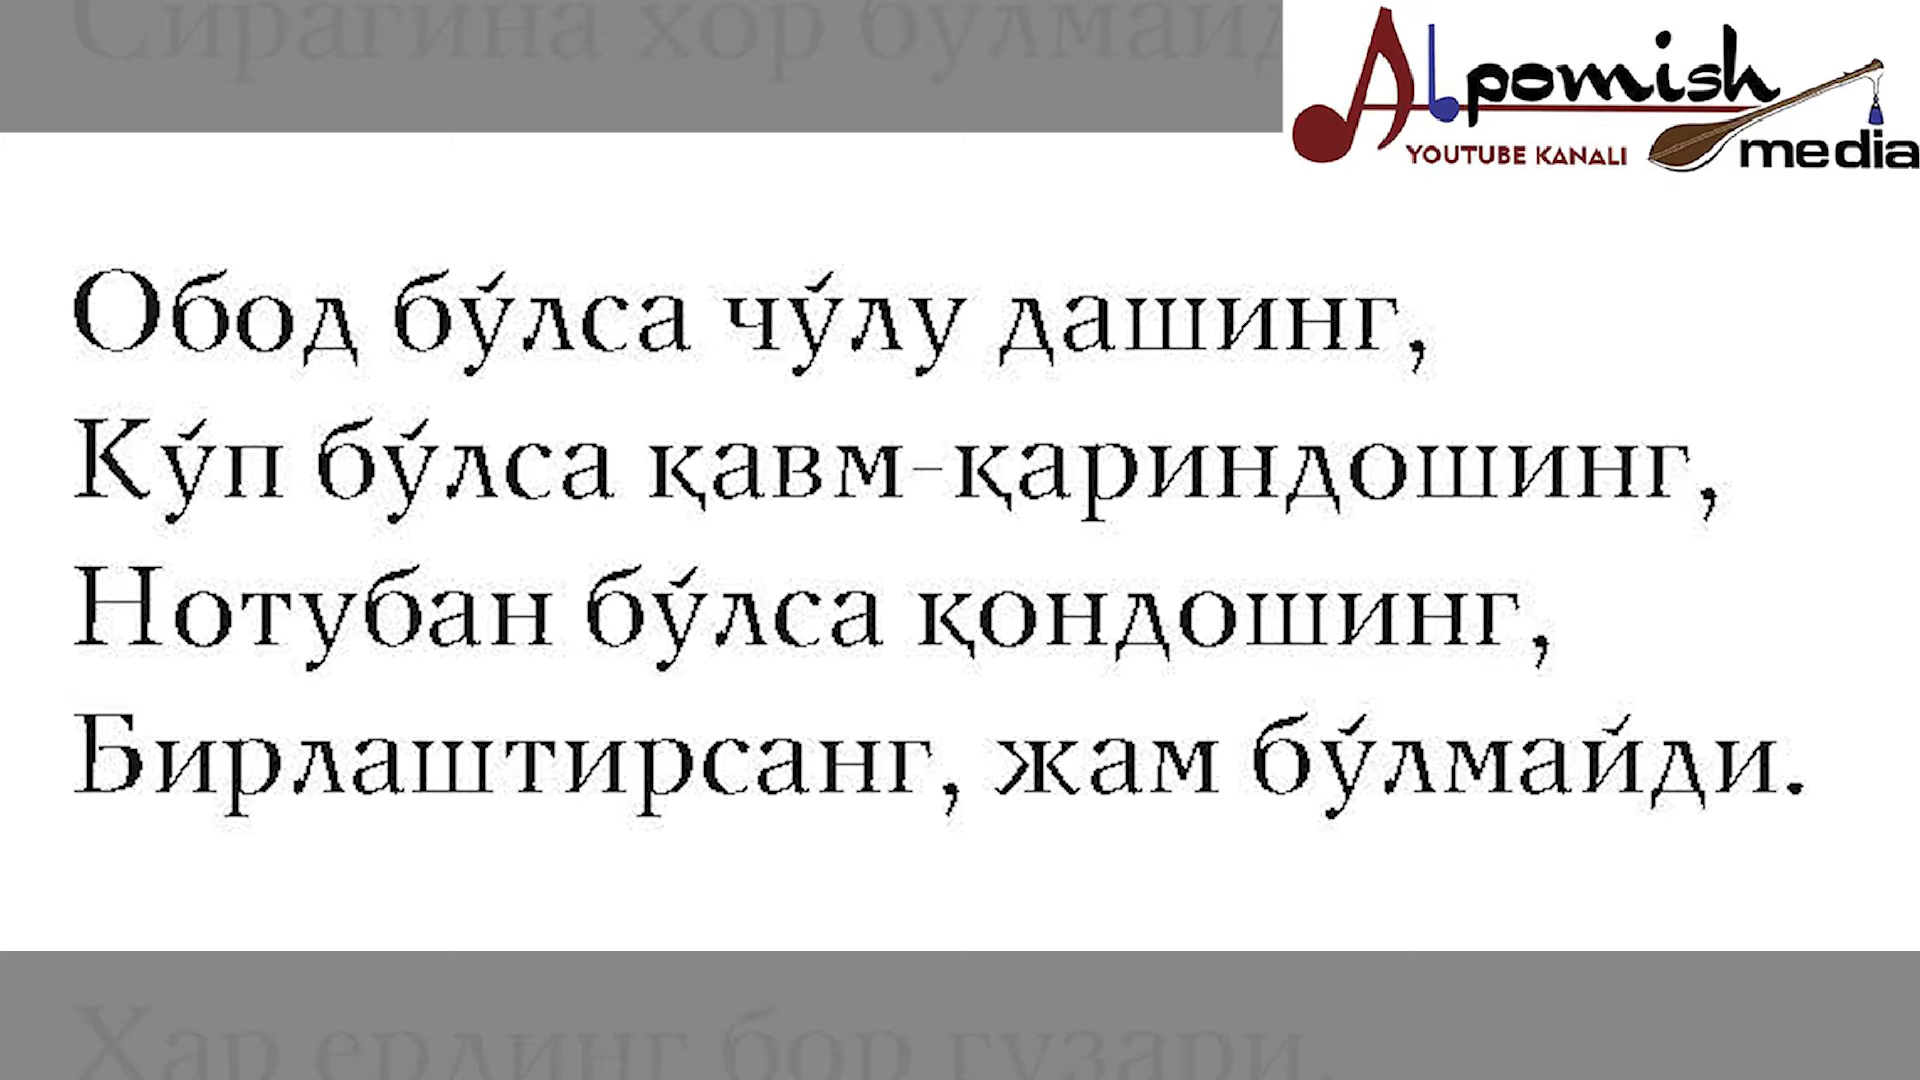 Сирагина хор бўлмайд
Alpomish
YOUTUBE KANALI
media
Обод бўлса чўлу дашинг,
Кўп бўлса қавм-қариндошинг,
Нотубан бўлса қондошинг,
Бирлаштирсанг, жам бўлмайди.
Хар ердинг бор гузари,